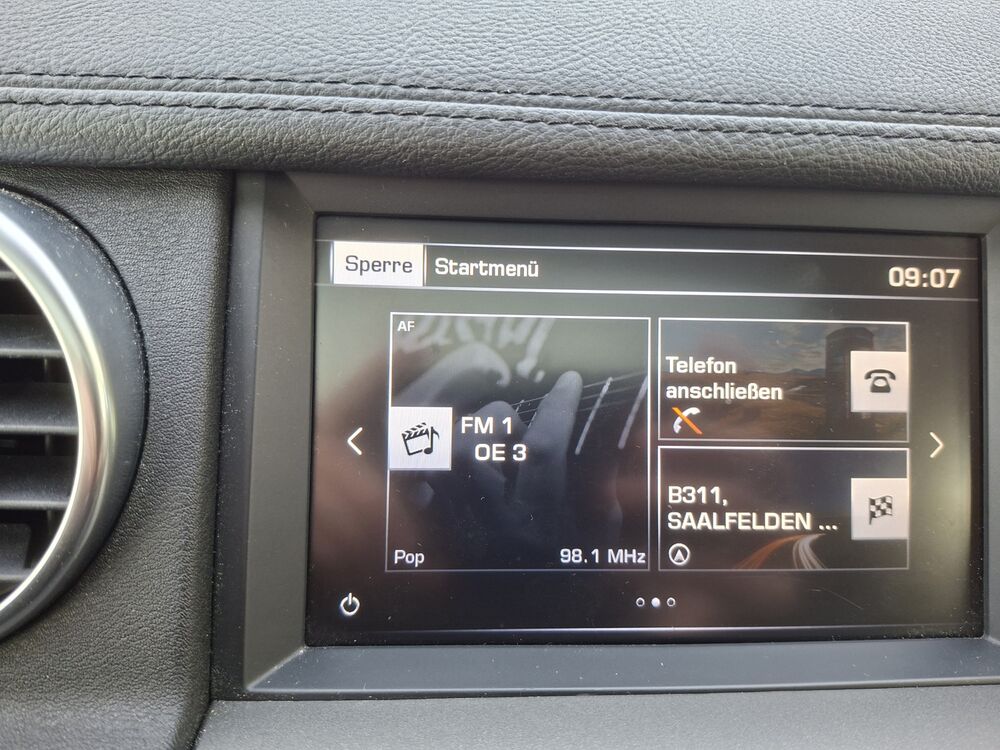 Sperre Startmenü 09:07
AF
FM 1
OE 3
Pop 98.1 MHz
Telefon
anschließen
B311,
SAALFELDEN ...